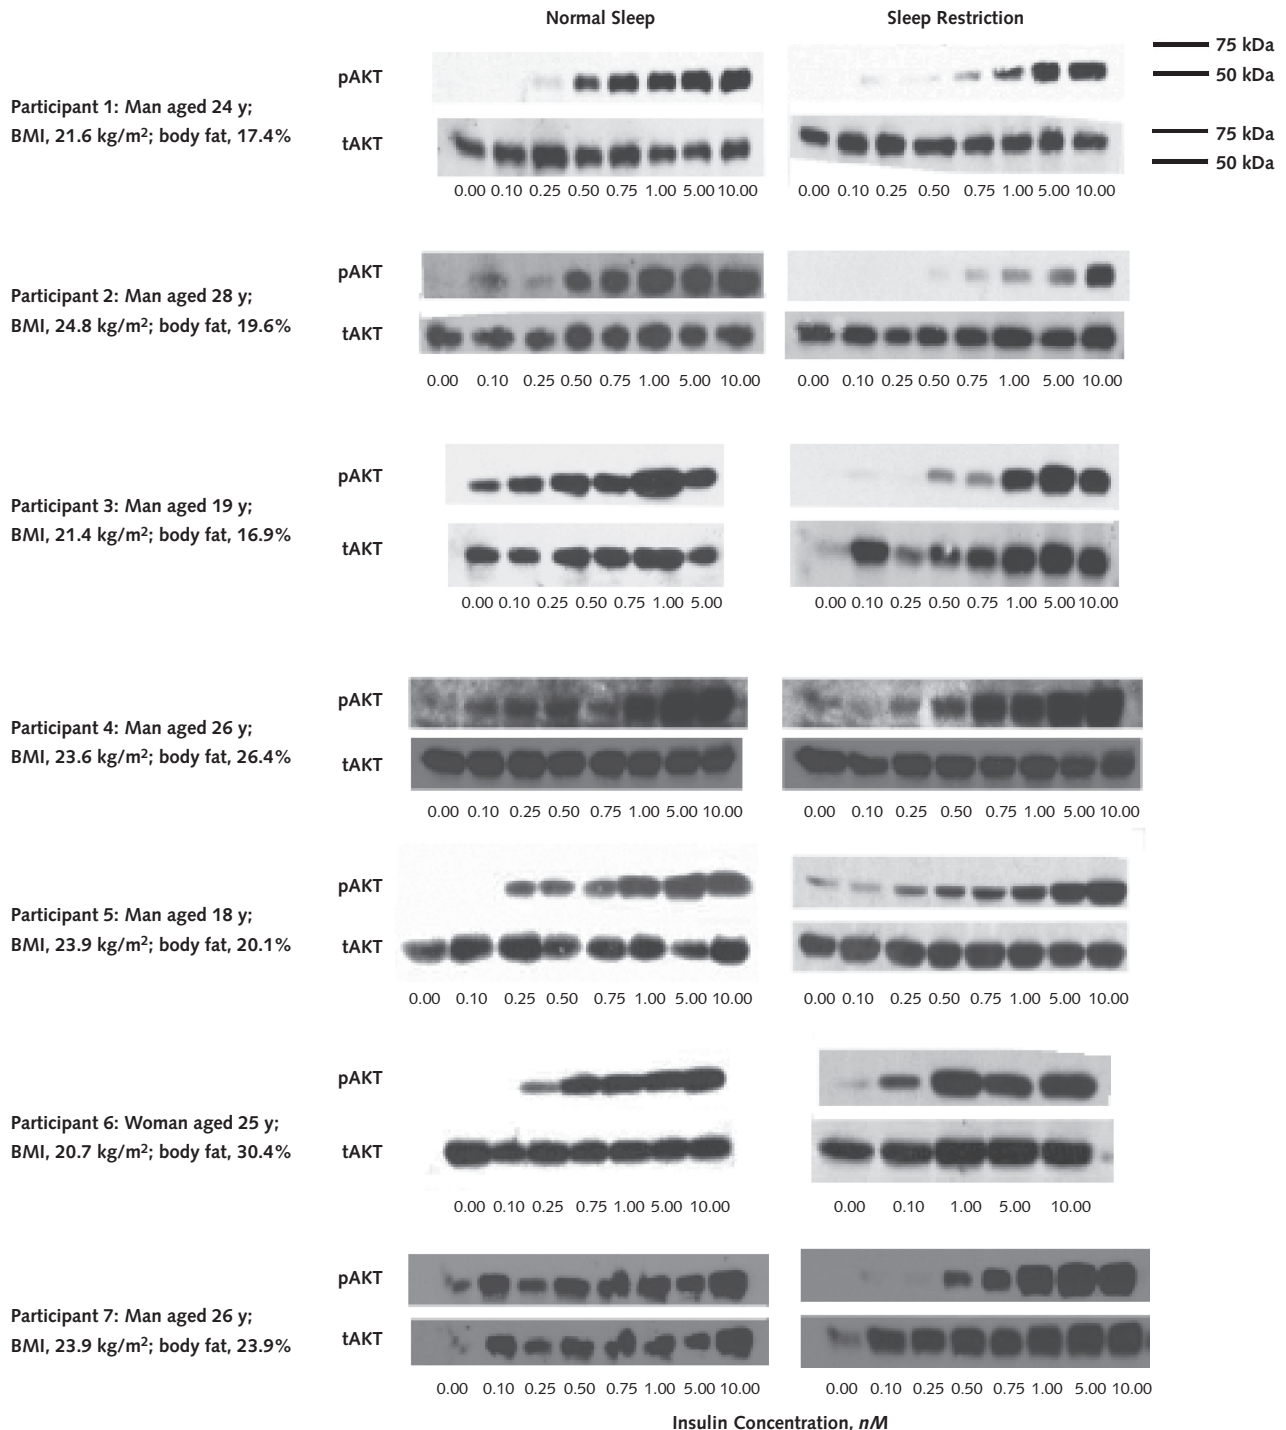 Normal Sleep Sleep Restriction
75 kDa
pAKT 50 kDa
Participant 1: Man aged 24 y;
BMI, 21.6 kg/m²; body fat, 17.4%
tAKT 75 kDa
50 kDa
0.00 0.10 0.25 0.50 0.75 1.00 5.00 10.00 0.00 0.10 0.25 0.50 0.75 1.00 5.00 10.00
pAKT
Participant 2: Man aged 28 y;
BMI, 24.8 kg/m²; body fat, 19.6%
tAKT
0.00 0.10 0.25 0.50 0.75 1.00 5.00 10.00 0.00 0.10 0.25 0.50 0.75 1.00 5.00 10.00
pAKT
Participant 3: Man aged 19 y;
BMI, 21.4 kg/m²; body fat, 16.9%
tAKT
0.00 0.10 0.25 0.50 0.75 1.00 5.00 0.00 0.10 0.25 0.50 0.75 1.00 5.00 10.00
pAKT
Participant 4: Man aged 26 y;
BMI, 23.6 kg/m²; body fat, 26.4%
tAKT
0.00 0.10 0.25 0.50 0.75 1.00 5.00 10.00 0.00 0.10 0.25 0.50 0.75 1.00 5.00 10.00
pAKT
Participant 5: Man aged 18 y;
BMI, 23.9 kg/m²; body fat, 20.1%
tAKT
0.00 0.10 0.25 0.50 0.75 1.00 5.00 10.00 0.00 0.10 0.25 0.50 0.75 1.00 5.00 10.00
pAKT
Participant 6: Woman aged 25 y;
BMI, 20.7 kg/m²; body fat, 30.4%
tAKT
0.00 0.10 0.25 0.75 1.00 5.00 10.00 0.00 0.10 1.00 5.00 10.00
pAKT
Participant 7: Man aged 26 y;
BMI, 23.9 kg/m²; body fat, 23.9%
tAKT
0.00 0.10 0.25 0.50 0.75 1.00 5.00 10.00 0.00 0.10 0.25 0.50 0.75 1.00 5.00 10.00
Insulin Concentration, nM